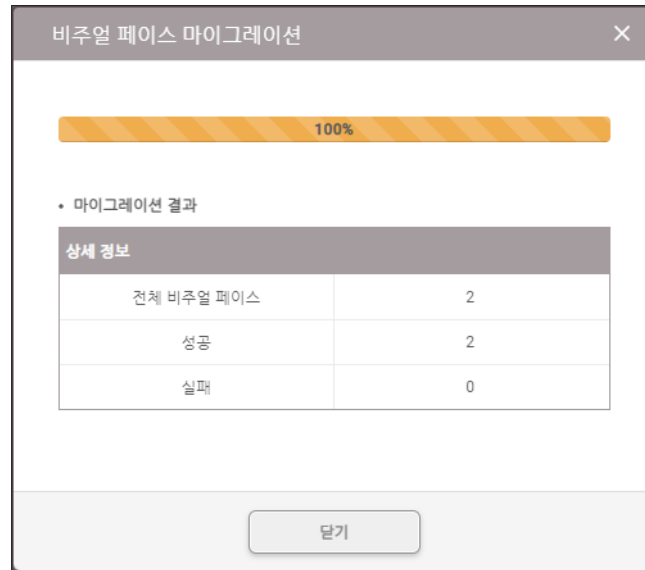 비주얼 페이스 마이그레이션
100%
• 마이그레이션 결과
상세 정보
전체 비주얼 페이스 2
성공 2
실패 0
닫기